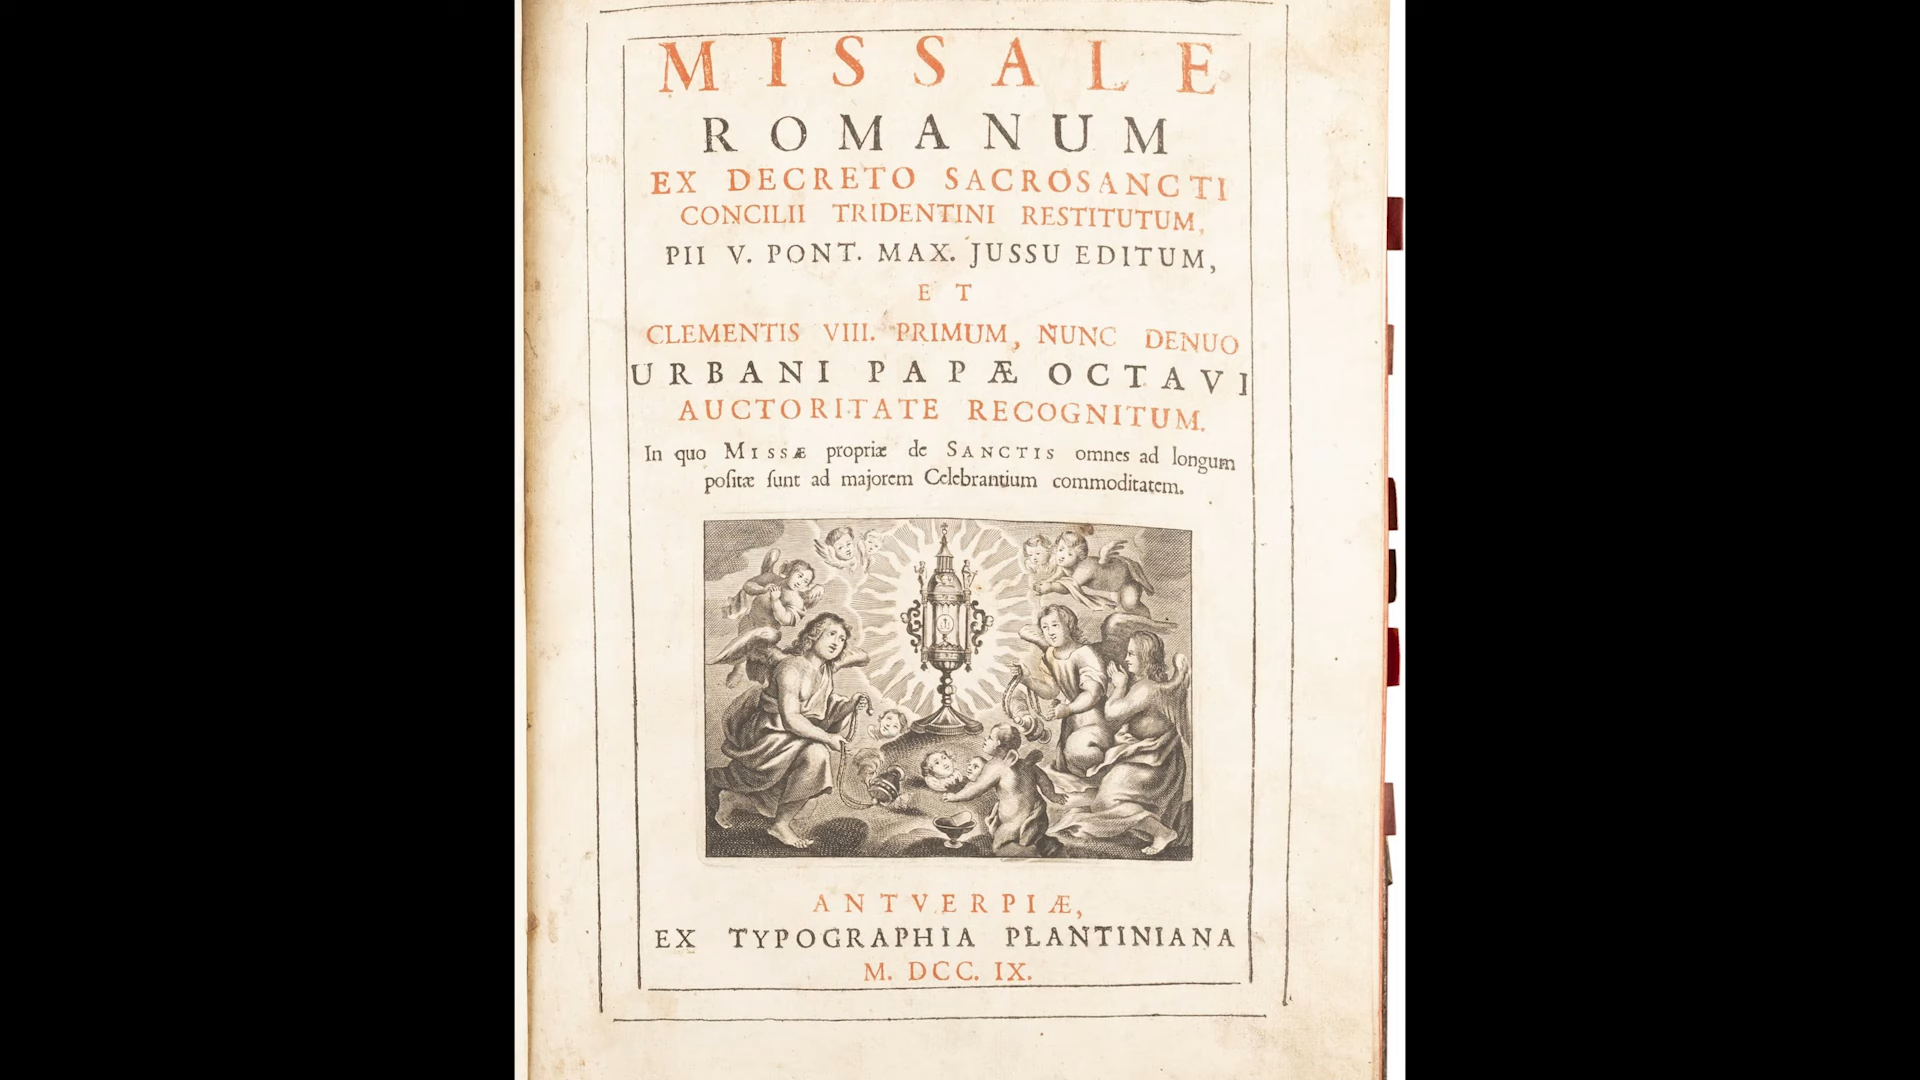 MISSALE
ROMANUM
EX DECRETO SACROSANCTI
CONCILII TRIDENTINI RESTITUTUM,
PII V. PONT. MAX. JUSSU EDITUM,
ET
CLEMENTIS VIII. PRIMUM, NUNC DENUO
URBANI PAPÆ OCTAVI
AUCTORITATE RECOGNITUM.
In quo MISSÆ propriæ de SANCTIS omnes ad longum
poſitæ ſunt ad majorem Celebrantium commoditatem.
ANTVERPIÆ,
EX TYPOGRAPHIA PLANTINIANA
M. DCC. IX.